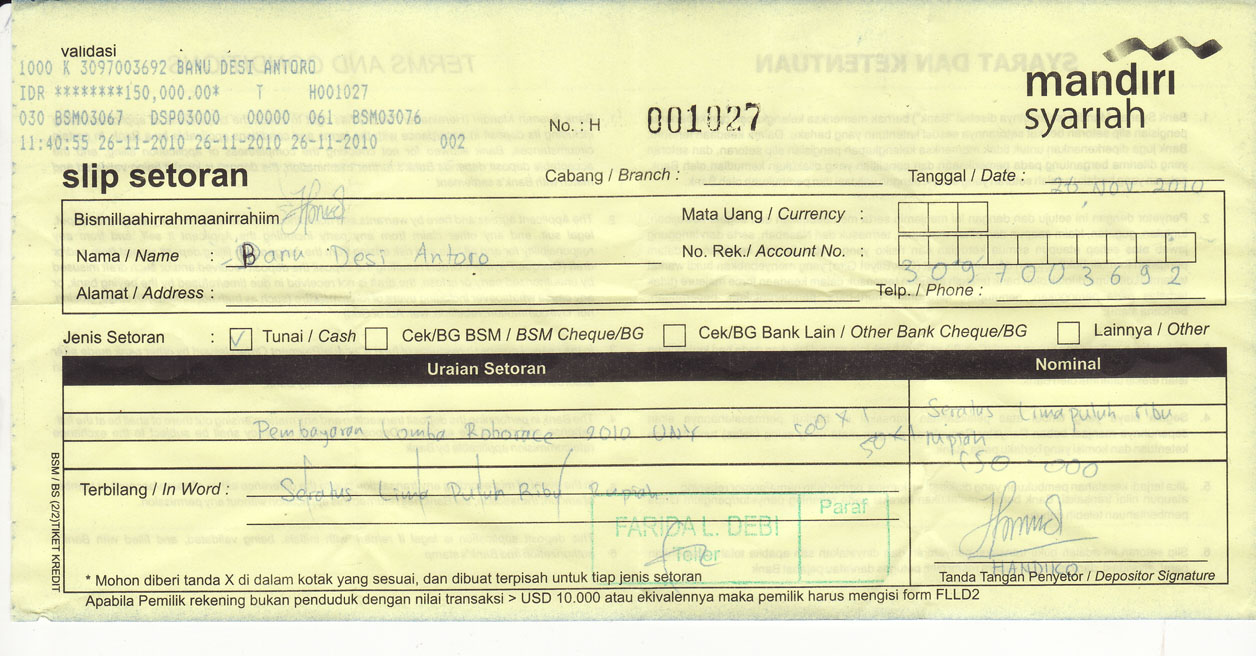 validasi
1000 K 3097003692 BANU DESI ANTORO
IDR ********150,000.00* T H001027
030 BSM03067 DSP03000 00000 061 BSM03076
11:40:55 26-11-2010 26-11-2010 26-11-2010 002
mandiri
syariah
No. : H 001027
slip setoran
Cabang / Branch :
Tanggal / Date : 26 NOV 2010
Bismillaahirrahmaanirrahiim
Mata Uang / Currency :
Nama / Name : Banu Desi Antoro
No. Rek./ Account No. : 3097003692
Alamat / Address :
Telp. / Phone :
Jenis Setoran : ✓ Tunai / Cash Cek/BG BSM / BSM Cheque/BG Cek/BG Bank Lain / Other Bank Cheque/BG Lainnya / Other
Uraian Setoran Nominal
Pembayaran Lomba Roborace 2010 UNY 100 x 1
50 x 1
Seratus Limapuluh ribu
rupiah
150.000
Terbilang / In Word : Seratus Lima Puluh Ribu Rupiah
FARIDA L. DEBI
Teller
Paraf
HANDIKO
Tanda Tangan Penyetor / Depositor Signature
* Mohon diberi tanda X di dalam kotak yang sesuai, dan dibuat terpisah untuk tiap jenis setoran
Apabila Pemilik rekening bukan penduduk dengan nilai transaksi > USD 10.000 atau ekivalennya maka pemilik harus mengisi form FLLD2
BSM / BS (2/2)TIKET KREDIT